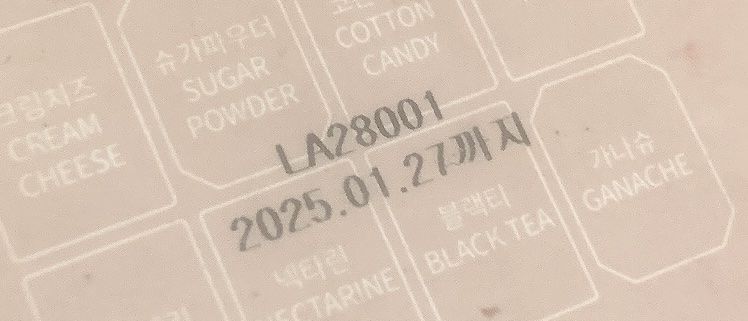 크림치즈
CREAM
CHEESE
슈가파우더
SUGAR
POWDER
COTTON
CANDY
LA28001
2025.01.27까지
넥타린
NECTARINE
블랙티
BLACK TEA
가나슈
GANACHE